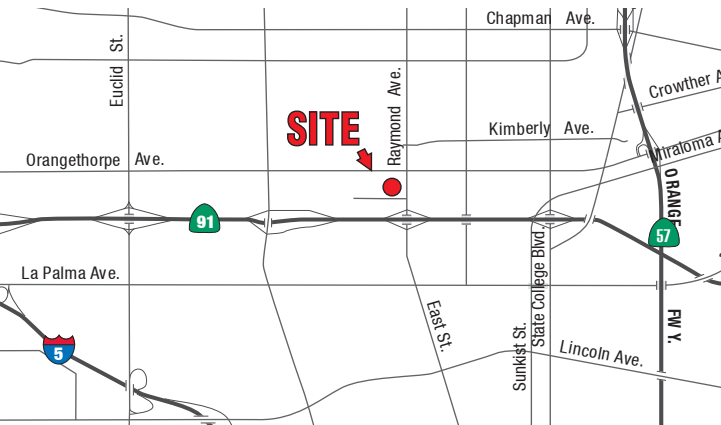 Chapman Ave.
Euclid St.
Raymond Ave.
Crowther A
SITE
Kimberly Ave.
Miraloma A
Orangethorpe Ave.
ORANGE
91
57
State College Blvd.
La Palma Ave.
East St.
FWY.
Sunkist St.
5
Lincoln Ave.